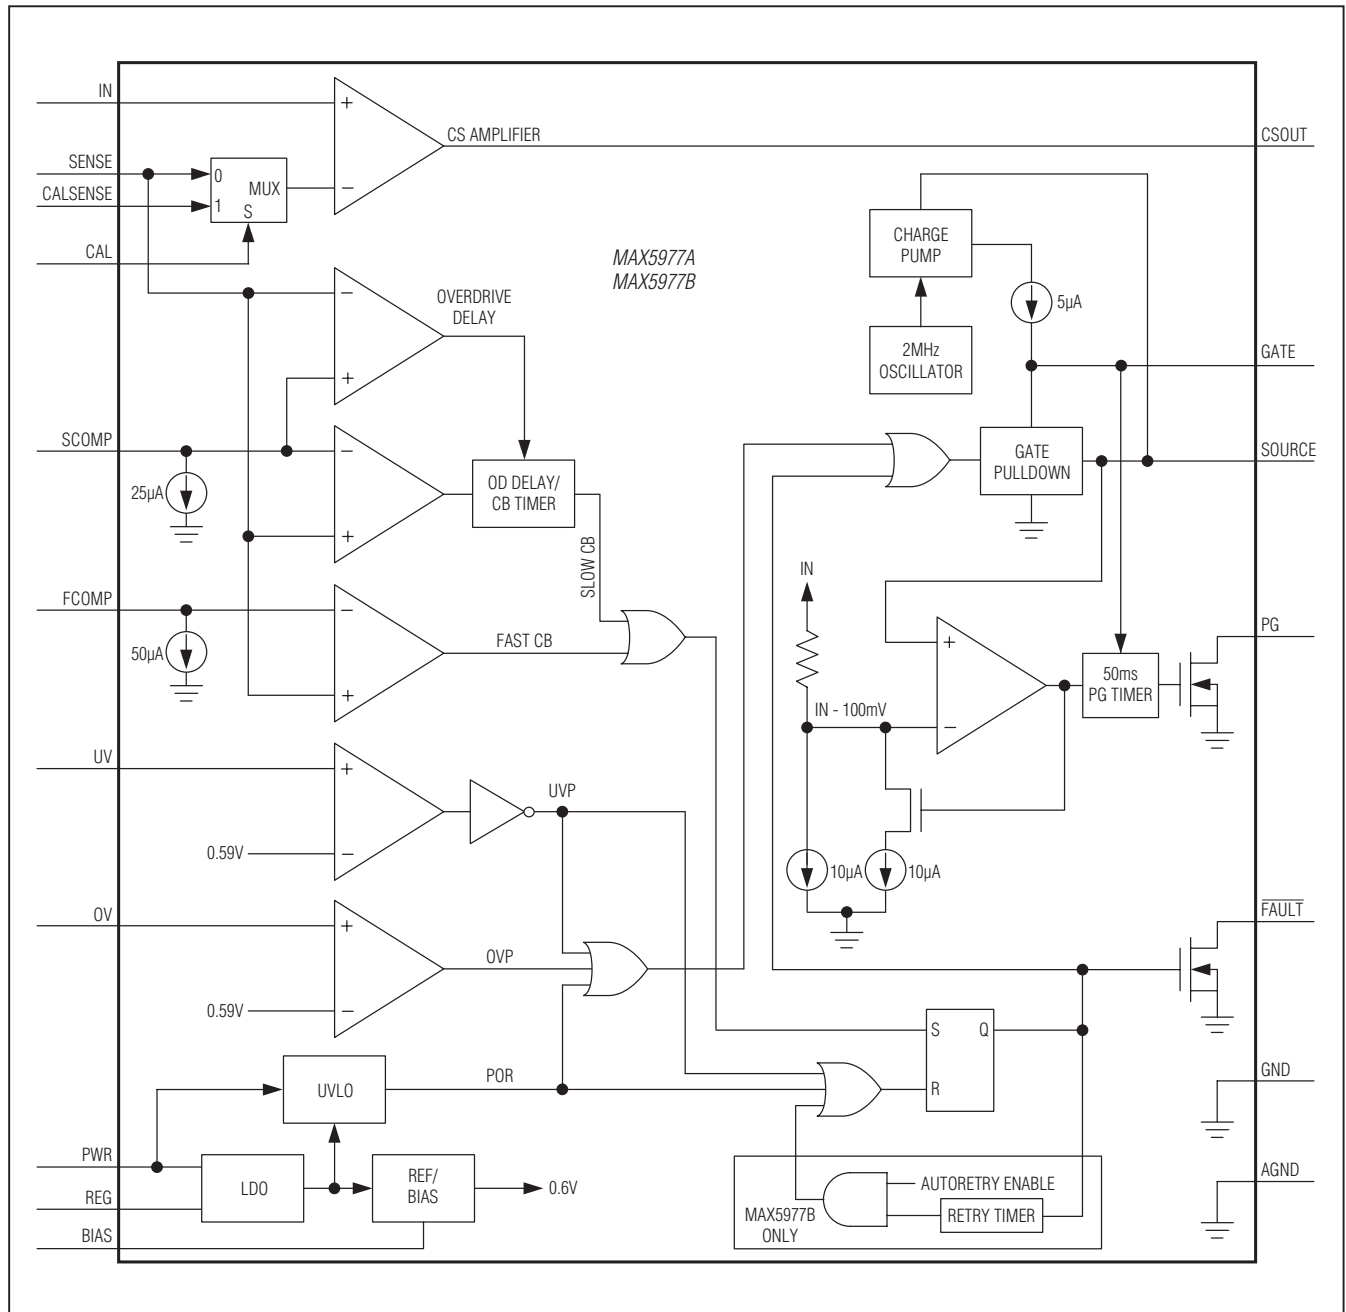 IN
+
CS AMPLIFIER
CSOUT
SENSE
0
MUX
CALSENSE
1
S
−
CAL
CHARGE
PUMP
MAX5977A
MAX5977B
−
OVERDRIVE
DELAY
5µA
2MHz
OSCILLATOR
GATE
+
SCOMP
−
GATE
PULLDOWN
SOURCE
25µA
OD DELAY/
CB TIMER
+
SLOW CB
IN
FCOMP
−
FAST CB
50µA
+
PG
+
50ms
PG TIMER
IN - 100mV
−
UV
+
UVP
0.59V
−
10µA
10µA
OV
+
FAULT
OVP
0.59V
−
S
Q
UVLO
POR
R
GND
PWR
LDO
REF/
BIAS
0.6V
AGND
REG
BIAS
AUTORETRY ENABLE
RETRY TIMER
MAX5977B
ONLY